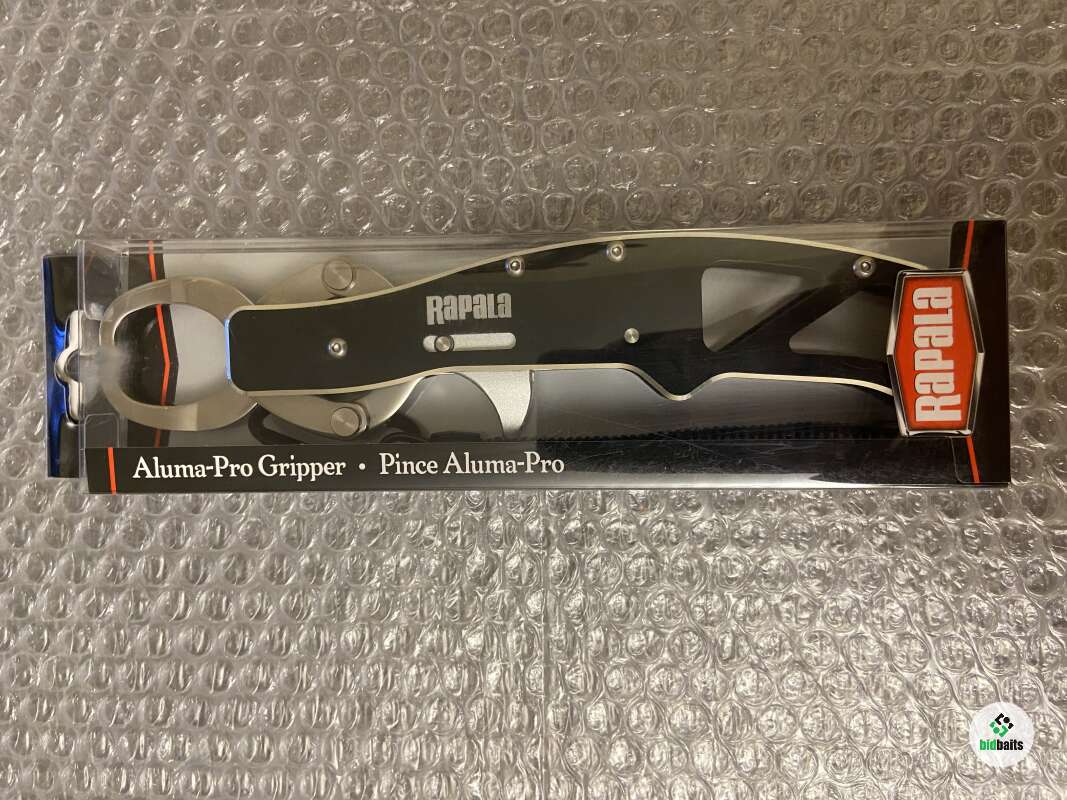 RAPALA
RAPALA
Aluma-Pro Gripper • Pince Aluma-Pro
bidbaits